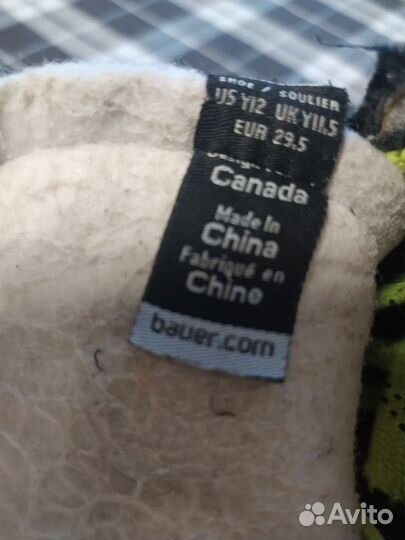 SHOE / SOULIER
US Y12 UK Y11.5
EUR 29.5
Canada
Made in
China
Fabriqué en
Chine
bauer.com
Avito